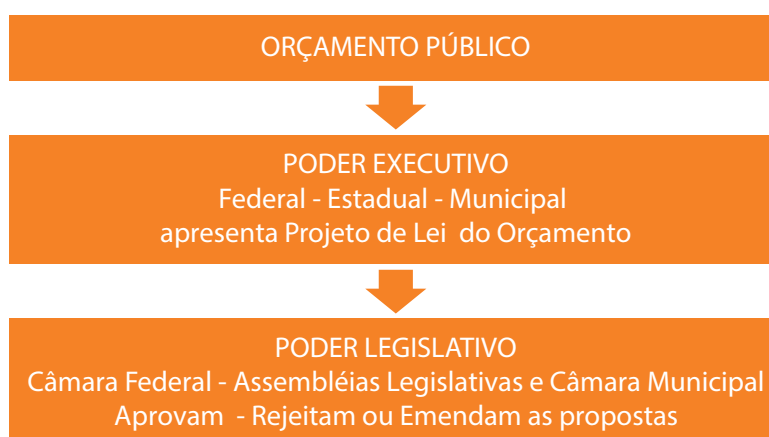 ORÇAMENTO PÚBLICO
PODER EXECUTIVO
Federal - Estadual - Municipal
apresenta Projeto de Lei do Orçamento
PODER LEGISLATIVO
Câmara Federal - Assembléias Legislativas e Câmara Municipal
Aprovam - Rejeitam ou Emendam as propostas